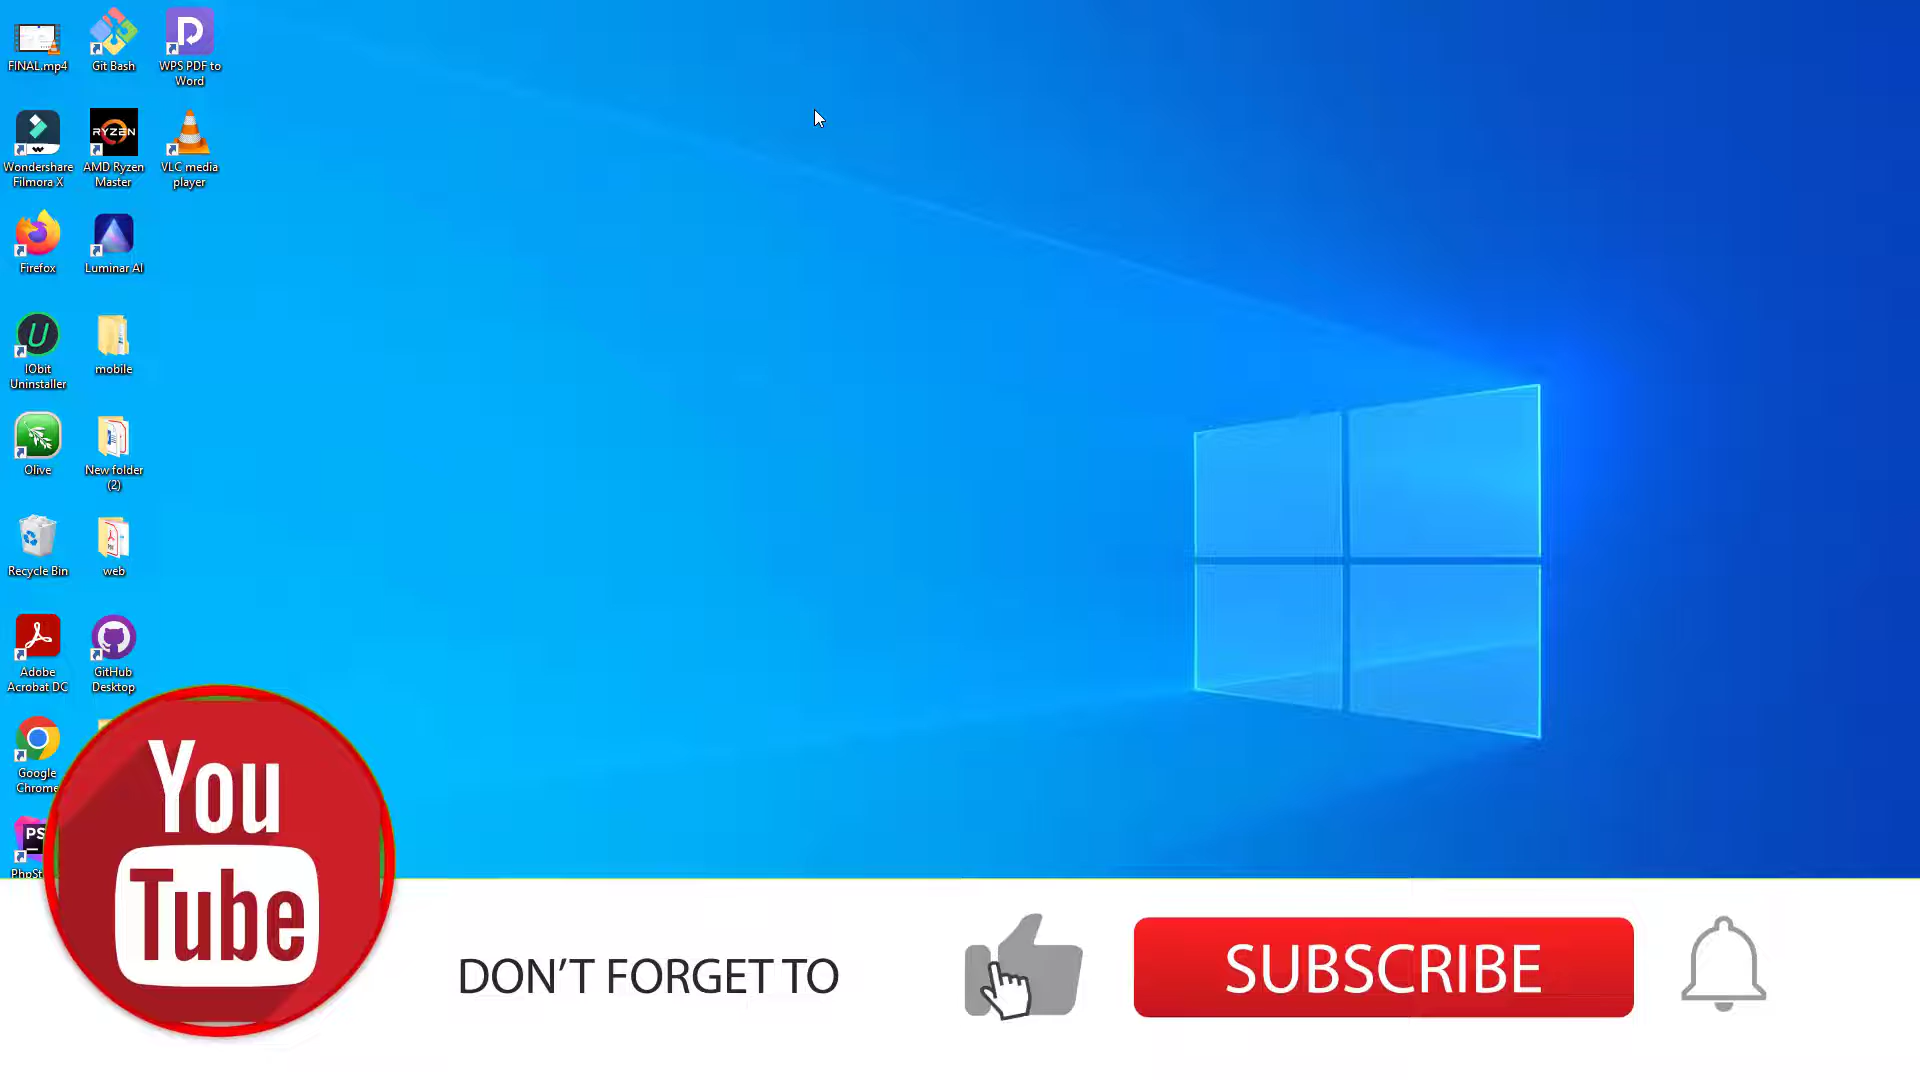 FINAL.mp4
Git Bash
WPS PDF to
Word
Wondershare
Filmora X
RYZEN
AMD Ryzen
Master
VLC media
player
Firefox
Luminar AI
IObit
Uninstaller
mobile
Olive
New folder
(2)
Recycle Bin
web
Adobe
Acrobat DC
GitHub
Desktop
Google
Chrome
PS
PhpSt
You
Tube
DON'T FORGET TO
SUBSCRIBE